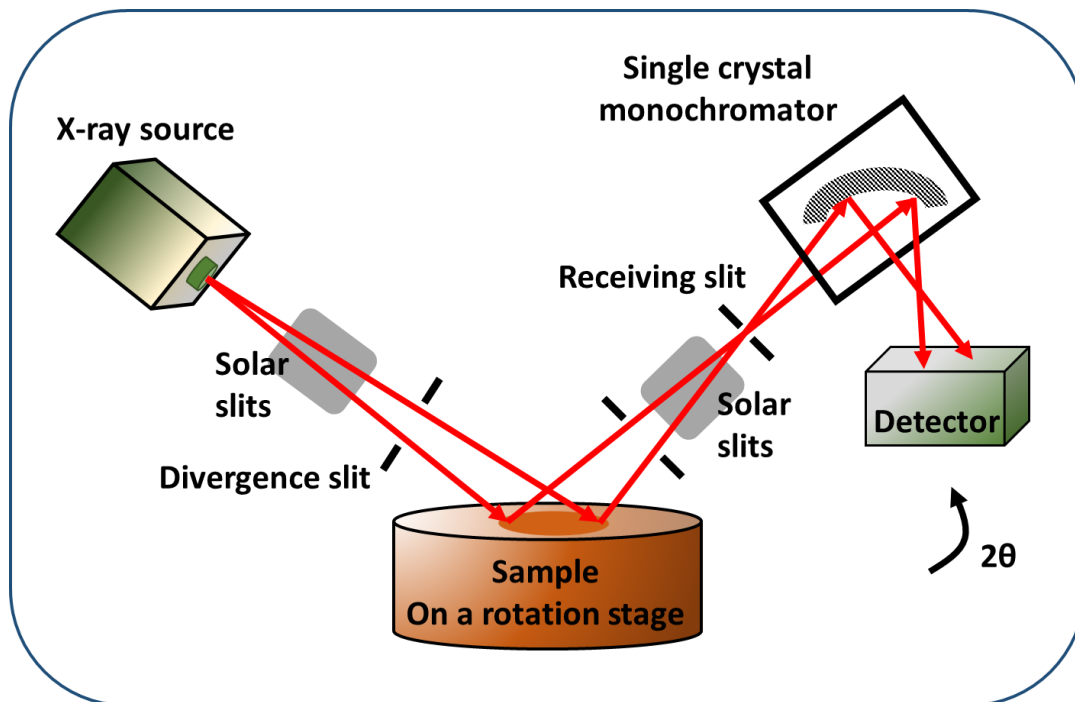 Single crystal
monochromator
X-ray source
Receiving slit
Solar
slits
Solar
slits
Detector
Divergence slit
2θ
Sample
On a rotation stage